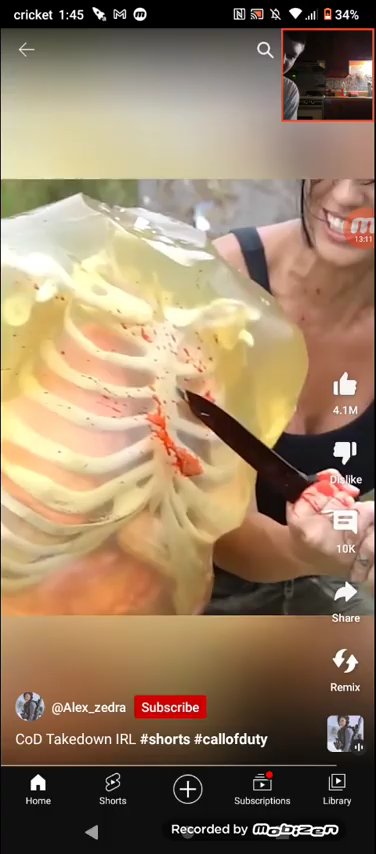 cricket 1:45
34%
13:11
4.1M
Dislike
10K
Share
@Alex_zedra Subscribe
Remix
CoD Takedown IRL #shorts #callofduty
Home Shorts Subscriptions Library
Recorded by MOBIZEN